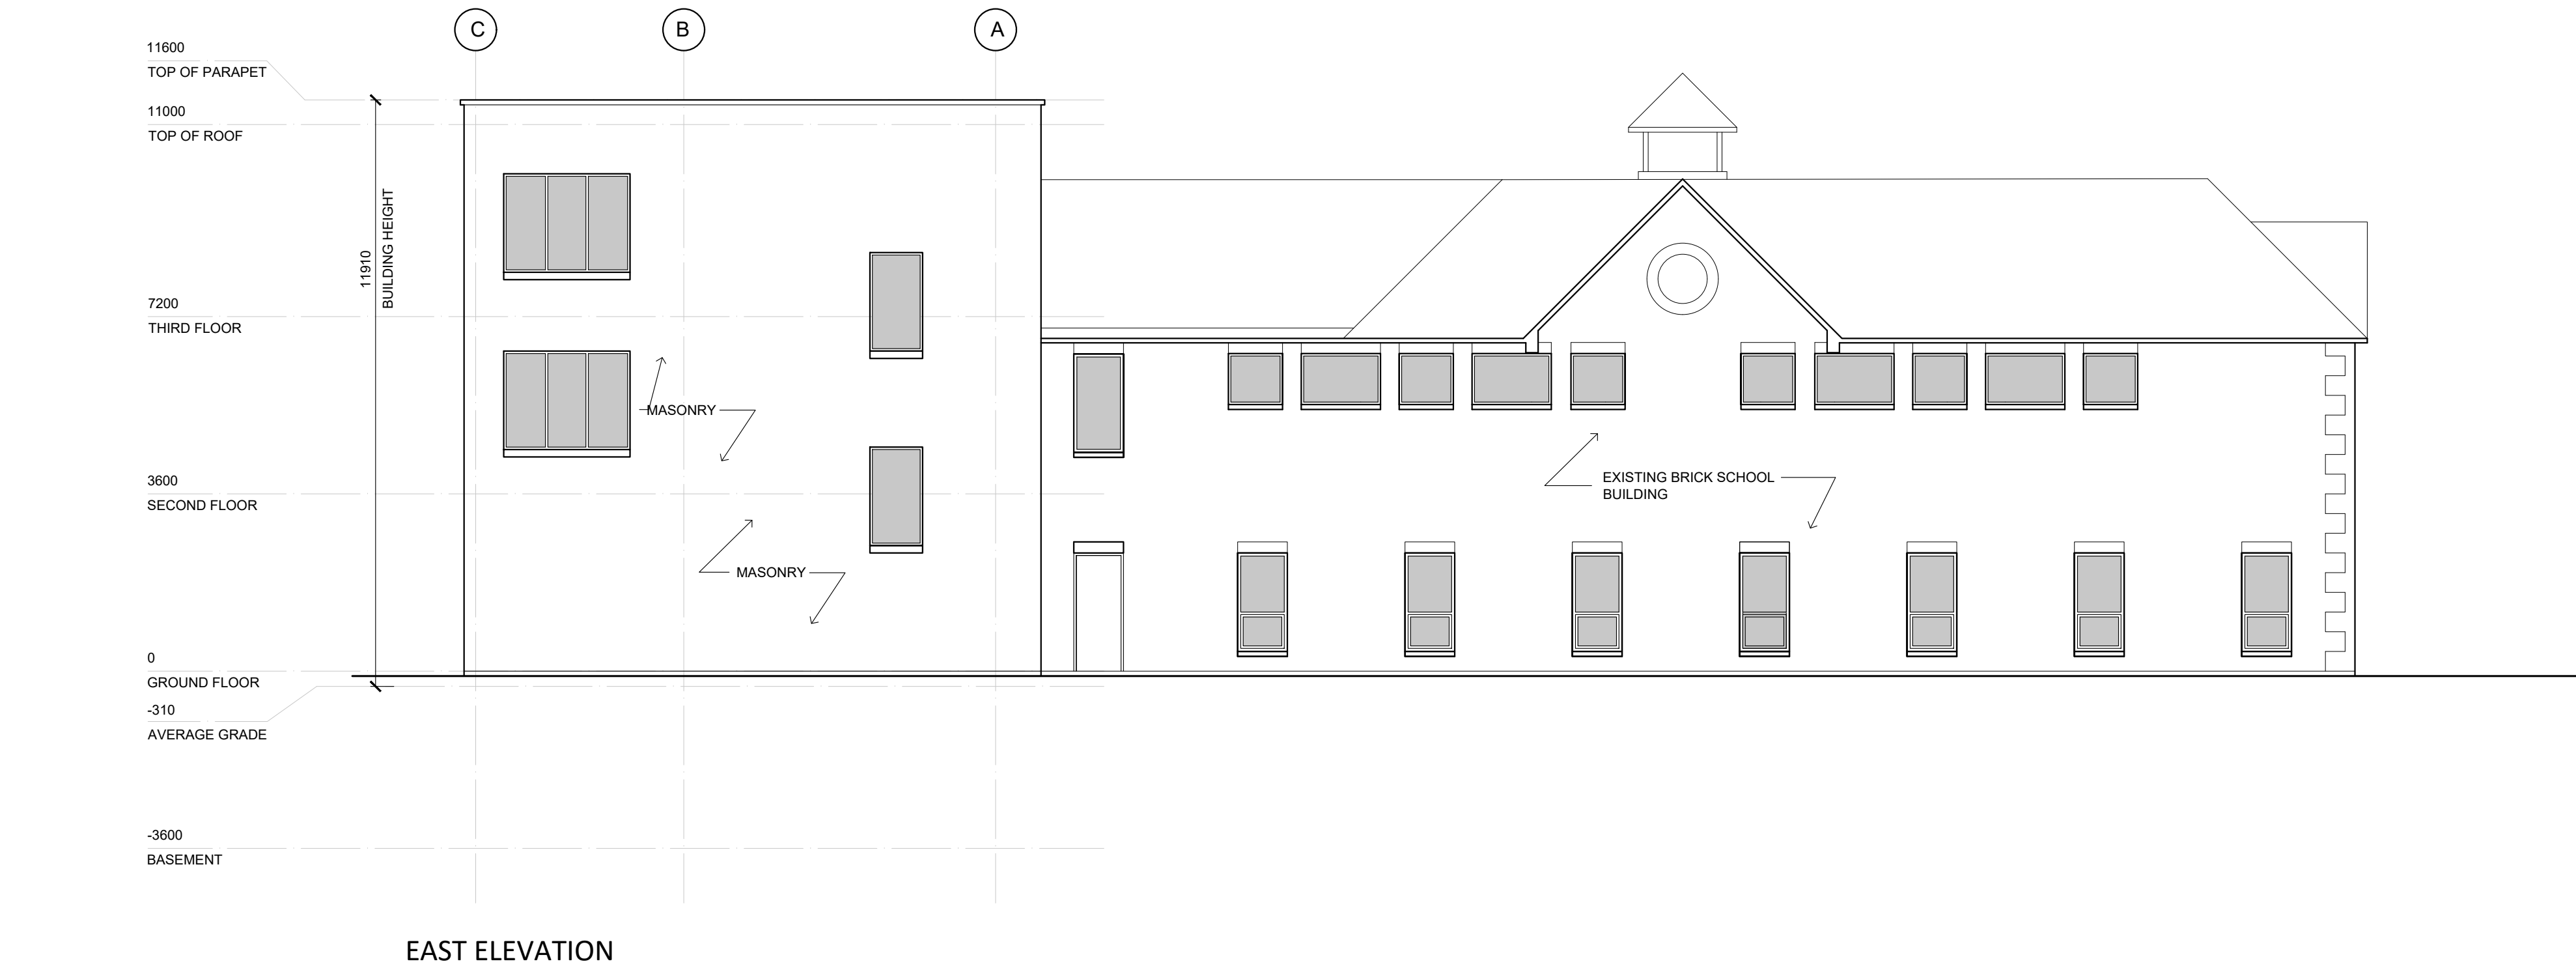 C
B
A
11600
TOP OF PARAPET
11000
TOP OF ROOF
11910
BUILDING HEIGHT
7200
THIRD FLOOR
MASONRY
3600
SECOND FLOOR
EXISTING BRICK SCHOOL
BUILDING
MASONRY
0
GROUND FLOOR
-310
AVERAGE GRADE
-3600
BASEMENT
EAST ELEVATION